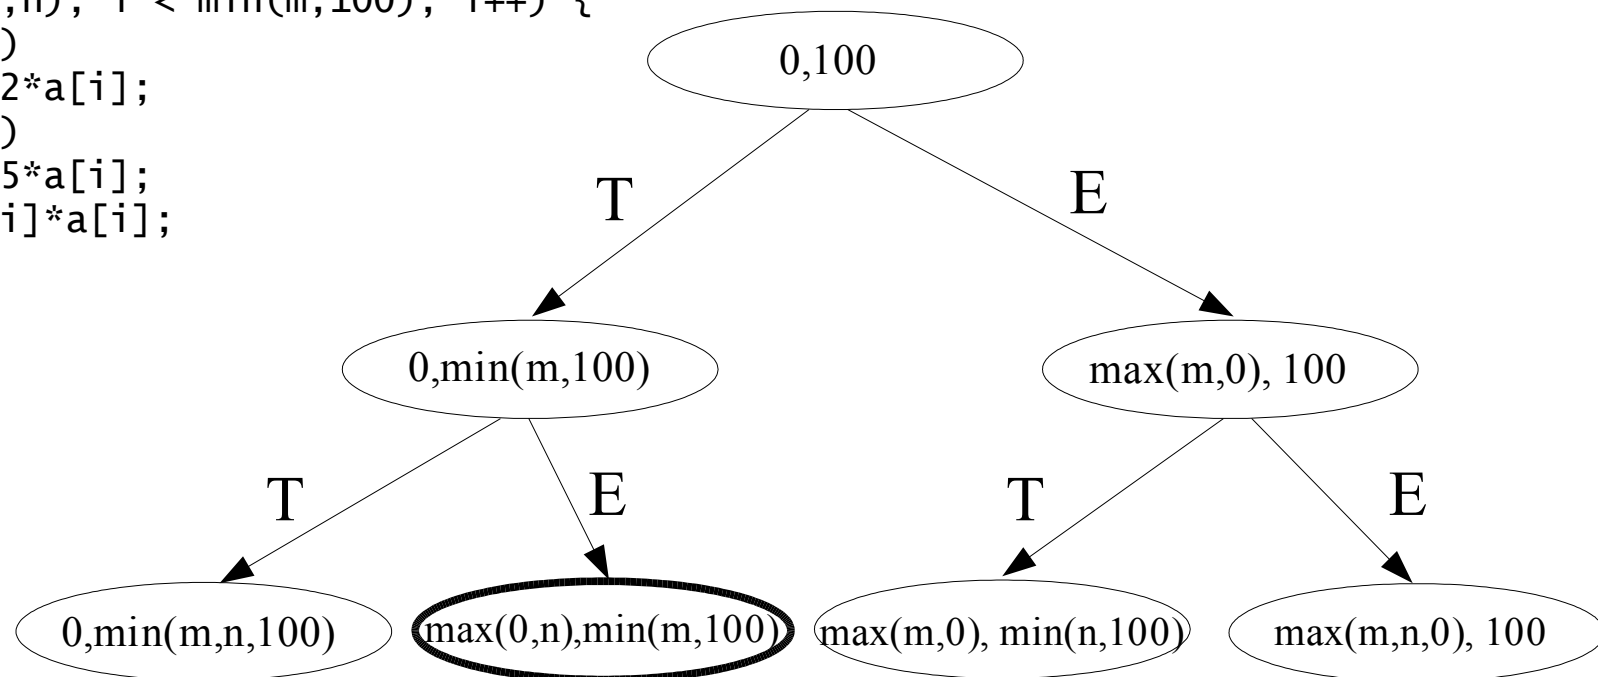 ,n); i < min(m,100); i++) {
)
2*a[i];
)
5*a[i];
i]*a[i];
0,100
T
E
0,min(m,100)
max(m,0), 100
T
E
T
E
0,min(m,n,100)
max(0,n),min(m,100)
max(m,0), min(n,100)
max(m,n,0), 100